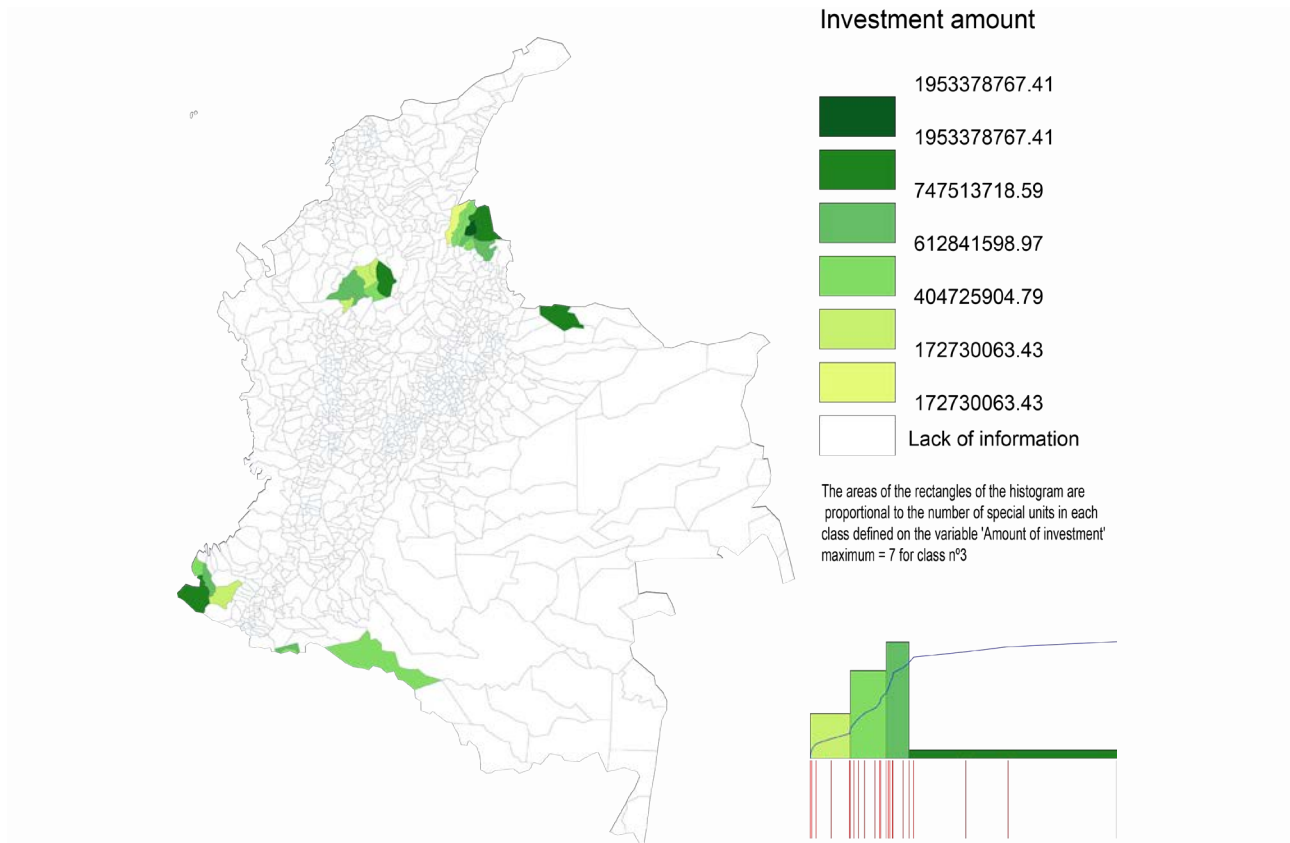 Investment amount
1953378767.41
1953378767.41
747513718.59
612841598.97
404725904.79
172730063.43
172730063.43
Lack of information
The areas of the rectangles of the histogram are
proportional to the number of special units in each
class defined on the variable 'Amount of investment'
maximum = 7 for class nº3